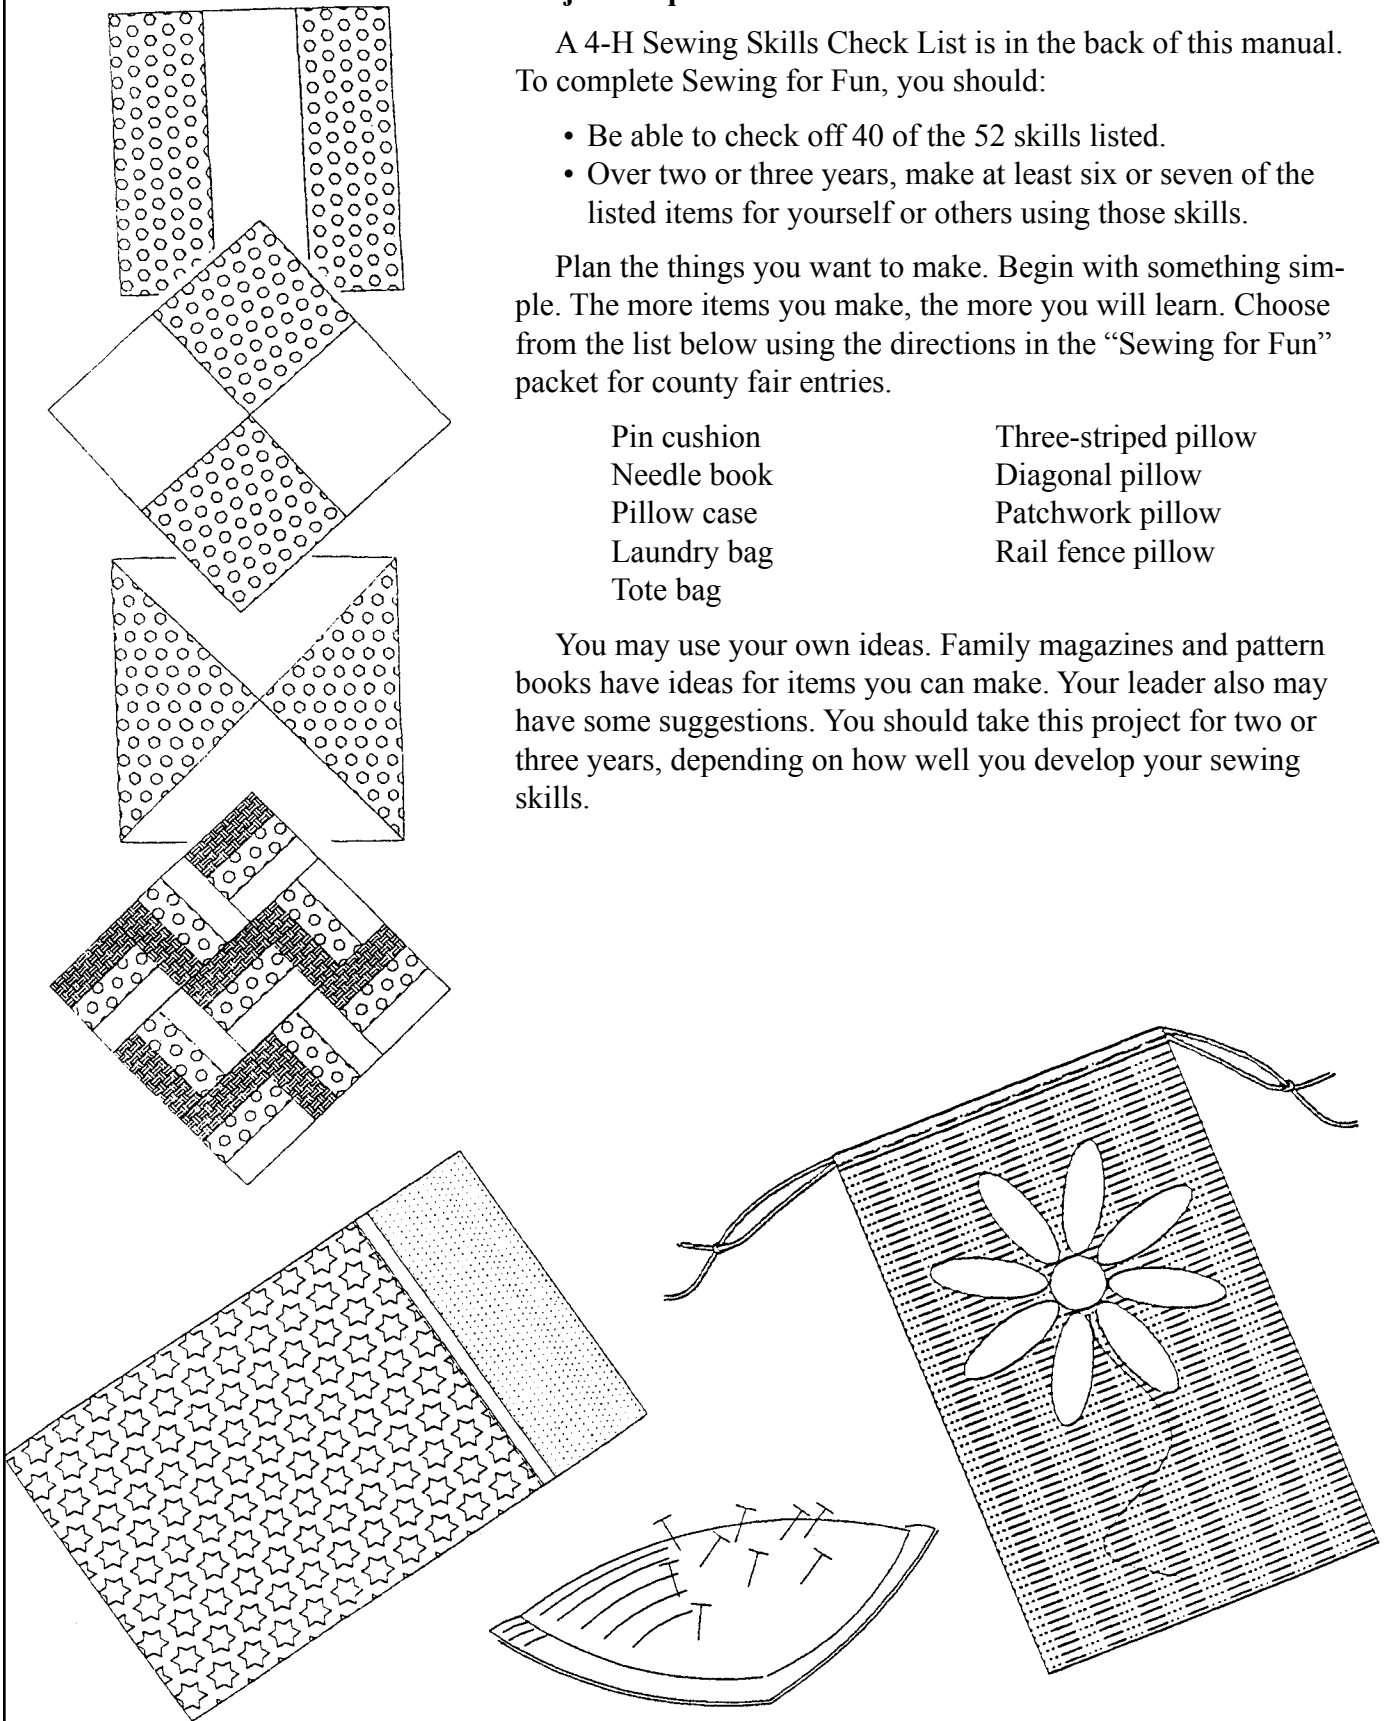 A 4-H Sewing Skills Check List is in the back of this manual.
To complete Sewing for Fun, you should:
• Be able to check off 40 of the 52 skills listed.
• Over two or three years, make at least six or seven of the
listed items for yourself or others using those skills.
Plan the things you want to make. Begin with something sim-
ple. The more items you make, the more you will learn. Choose
from the list below using the directions in the “Sewing for Fun”
packet for county fair entries.
Pin cushion
Needle book
Pillow case
Laundry bag
Tote bag
Three-striped pillow
Diagonal pillow
Patchwork pillow
Rail fence pillow
You may use your own ideas. Family magazines and pattern
books have ideas for items you can make. Your leader also may
have some suggestions. You should take this project for two or
three years, depending on how well you develop your sewing
skills.